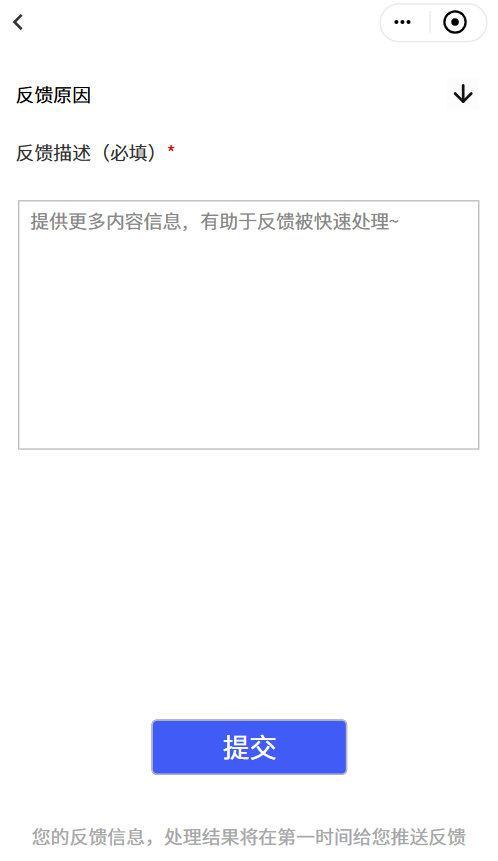 反馈原因
反馈描述（必填）*
提供更多内容信息，有助于反馈被快速处理~
提交
您的反馈信息，处理结果将在第一时间给您推送反馈